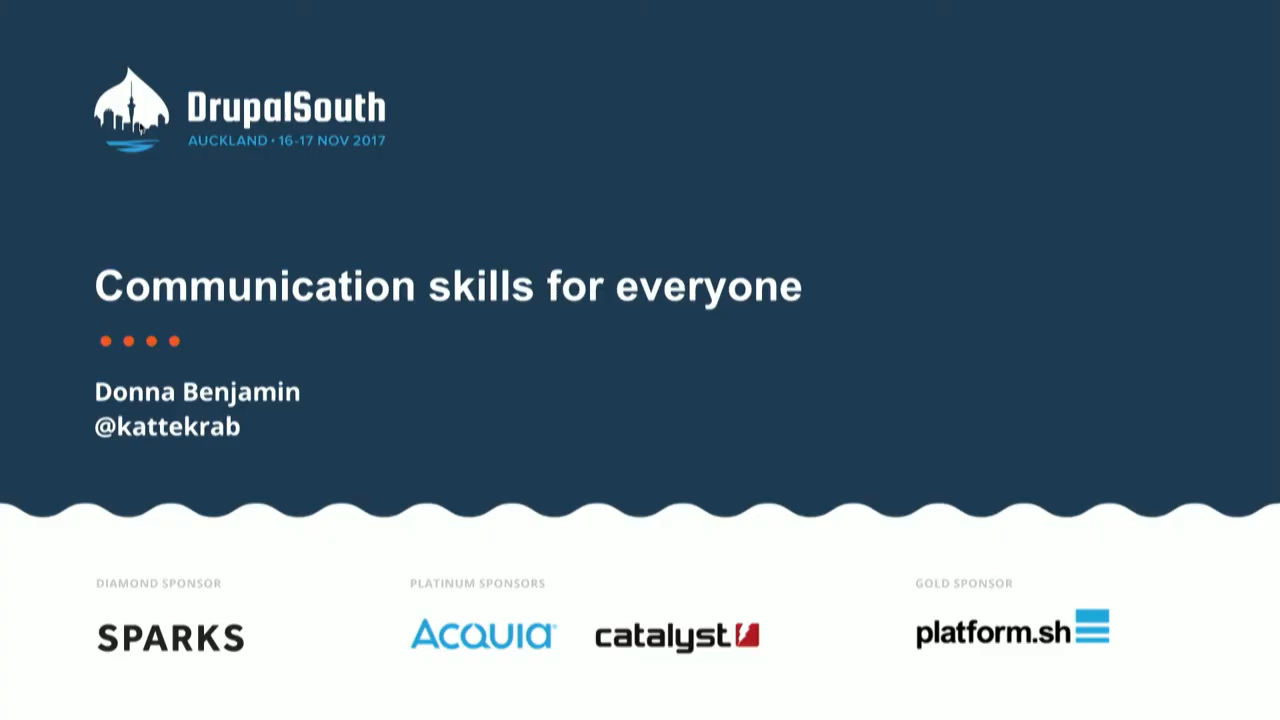 DrupalSouth
AUCKLAND • 16-17 NOV 2017
Communication skills for everyone
Donna Benjamin
@kattekrab
DIAMOND SPONSOR
PLATINUM SPONSORS
GOLD SPONSOR
SPARKS
ACQUIA
catalyst
platform.sh